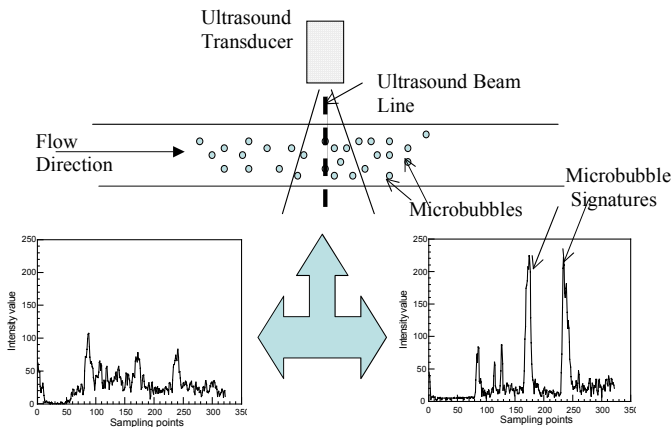 Ultrasound
Transducer
Ultrasound Beam
Line
Flow
Direction
Microbubble
Signatures
Microbubbles
250
200
150
100
50
0
Intensity value
0 50 100 150 200 250 300 35
Sampling points
250
200
150
100
50
0
Intensity value
0 50 100 150 200 250 300 350
Sampling points